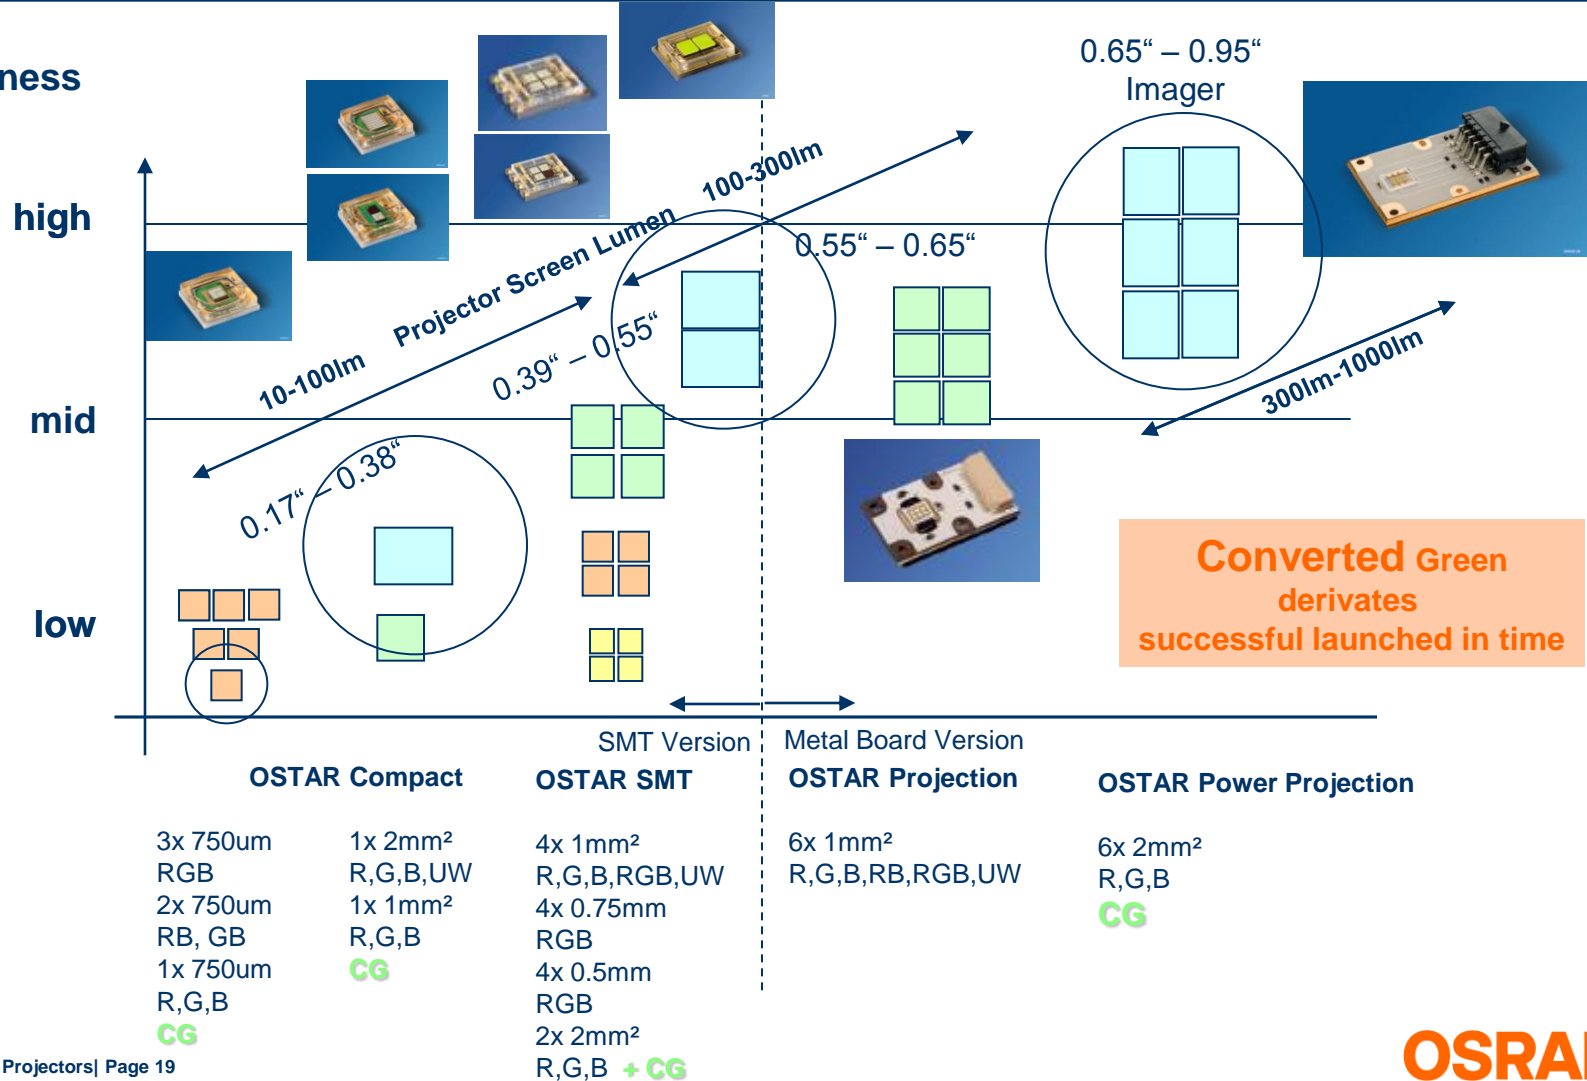 0.65“ – 0.95“
Imager
high
mid
low
10-100lm
Projector Screen Lumen
100-300lm
300lm-1000lm
0.17“ – 0.38“
0.39“ – 0.55“
0.55“ – 0.65“
Converted Green
derivates
successful launched in time
SMT Version
Metal Board Version
OSTAR Compact
3x 750um
RGB
2x 750um
RB, GB
1x 750um
R,G,B
CG
1x 2mm²
R,G,B,UW
1x 1mm²
R,G,B
CG
OSTAR SMT
4x 1mm²
R,G,B,RGB,UW
4x 0.75mm
RGB
4x 0.5mm
RGB
2x 2mm²
R,G,B + CG
OSTAR Projection
6x 1mm²
R,G,B,RB,RGB,UW
OSTAR Power Projection
6x 2mm²
R,G,B
CG
Projectors| Page 19